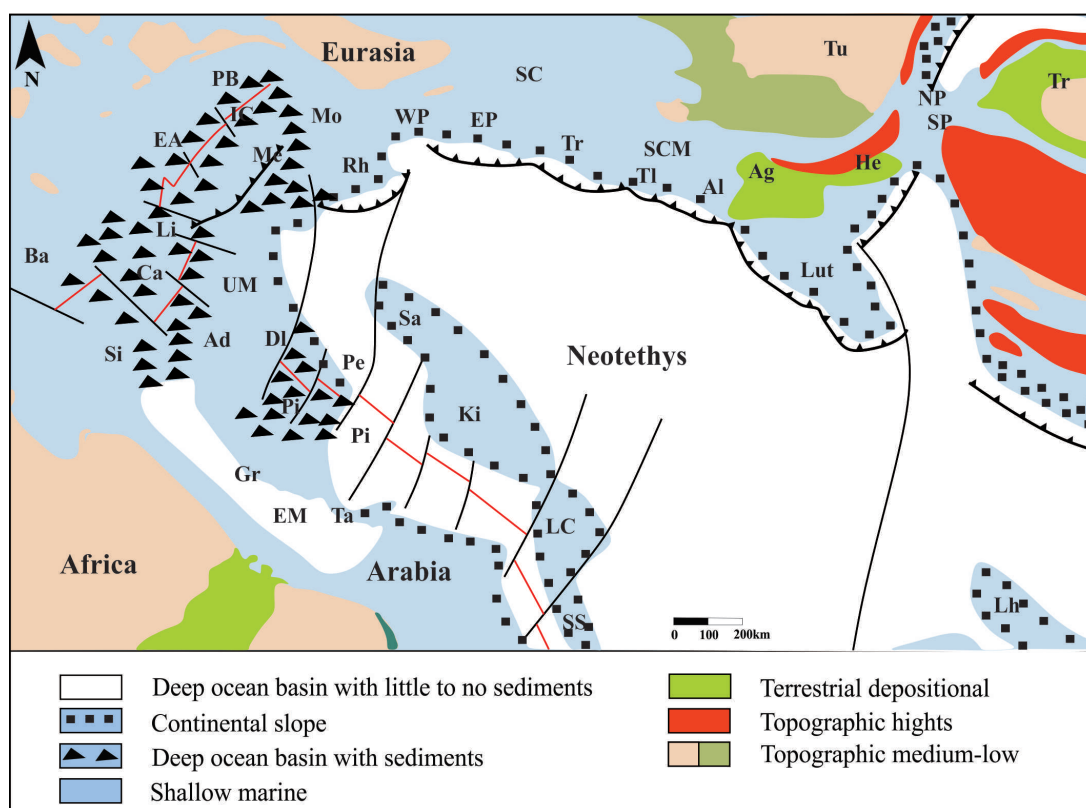 N
Eurasia
SC
Tu
PB
IC
EA
Me
Mo
WP
EP
Tr
SCM
Rh
Tl
Al
Ag
He
NP
SP
Tr
Ba
Li
Ca
UM
Si
Ad
Dl
Pe
Pj
Pi
Sa
Ki
Lut
Neotethys
Gr
EM
Ta
LC
SS
Lh
Africa
Arabia
0 100 200km
Deep ocean basin with little to no sediments
Continental slope
Deep ocean basin with sediments
Shallow marine
Terrestrial depositional
Topographic hights
Topographic medium-low